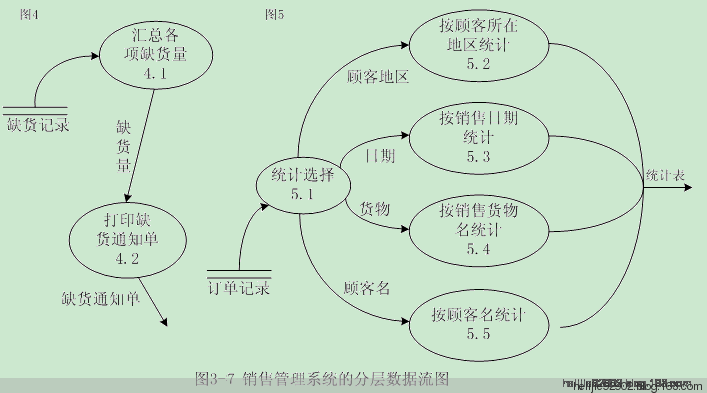 图4
汇总各
项缺货量
4.1
缺货记录
缺
货
量
打印缺
货通知单
4.2
缺货通知单
图5
按顾客所在
地区统计
5.2
顾客地区
按销售日期
统计
5.3
日期
统计选择
5.1
货物
按销售货物
名统计
5.4
统计表
订单记录
顾客名
按顾客名统计
5.5
图3-7 销售管理系统的分层数据流图